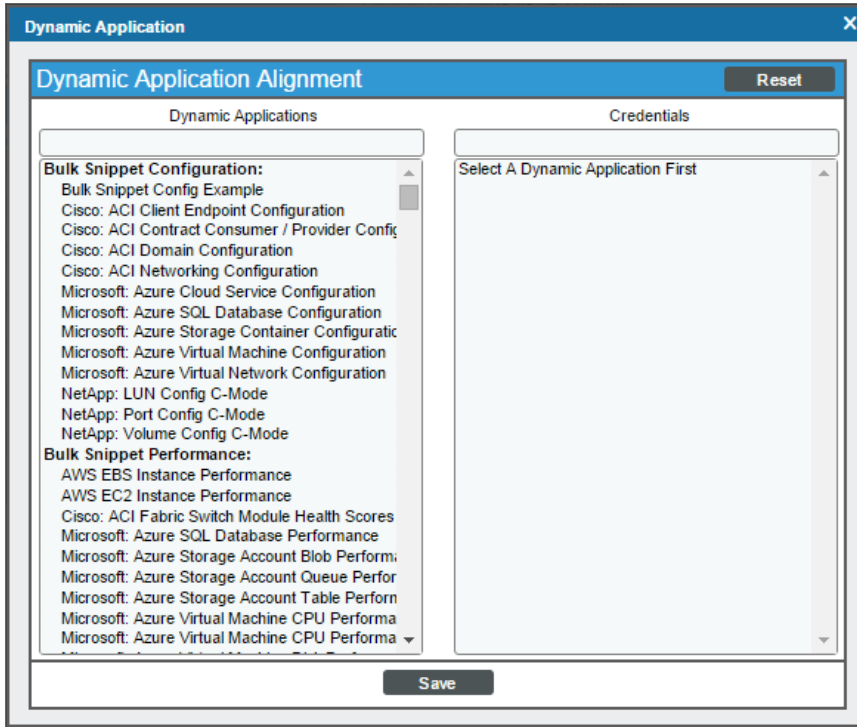 Dynamic Application
Dynamic Application Alignment
Reset
Dynamic Applications
Bulk Snippet Configuration:
Bulk Snippet Config Example
Cisco: ACI Client Endpoint Configuration
Cisco: ACI Contract Consumer / Provider Config
Cisco: ACI Domain Configuration
Cisco: ACI Networking Configuration
Microsoft: Azure Cloud Service Configuration
Microsoft: Azure SQL Database Configuration
Microsoft: Azure Storage Container Configuratic
Microsoft: Azure Virtual Machine Configuration
Microsoft: Azure Virtual Network Configuration
NetApp: LUN Config C-Mode
NetApp: Port Config C-Mode
NetApp: Volume Config C-Mode
Bulk Snippet Performance:
AWS EBS Instance Performance
AWS EC2 Instance Performance
Cisco: ACI Fabric Switch Module Health Scores
Microsoft: Azure SQL Database Performance
Microsoft: Azure Storage Account Blob Performa
Microsoft: Azure Storage Account Queue Perfor
Microsoft: Azure Storage Account Table Perforn
Microsoft: Azure Virtual Machine CPU Performa
Microsoft: Azure Virtual Machine CPU Performa
Credentials
Select A Dynamic Application First
Save